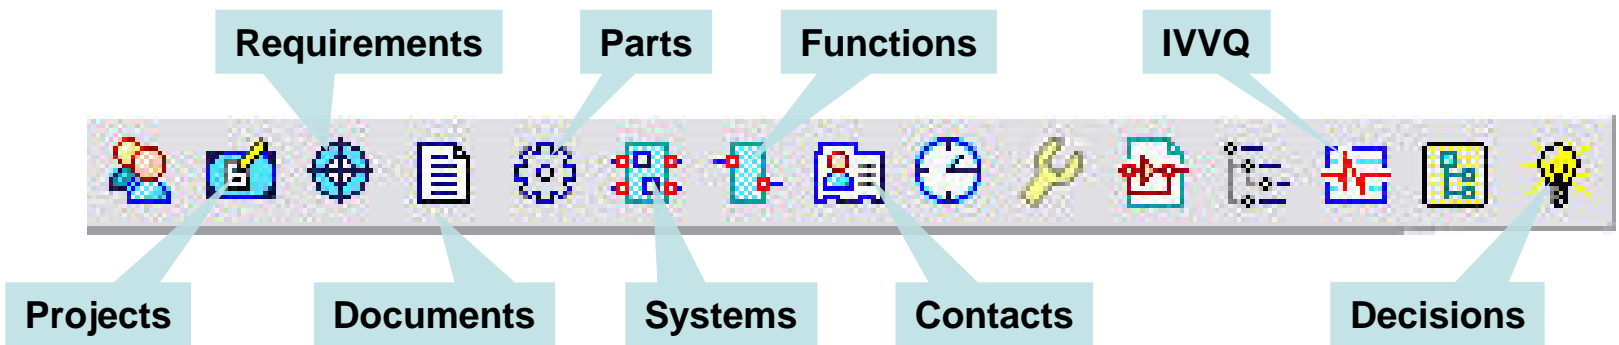 Requirements
Parts
Functions
IVVQ
Projects
Documents
Systems
Contacts
Decisions